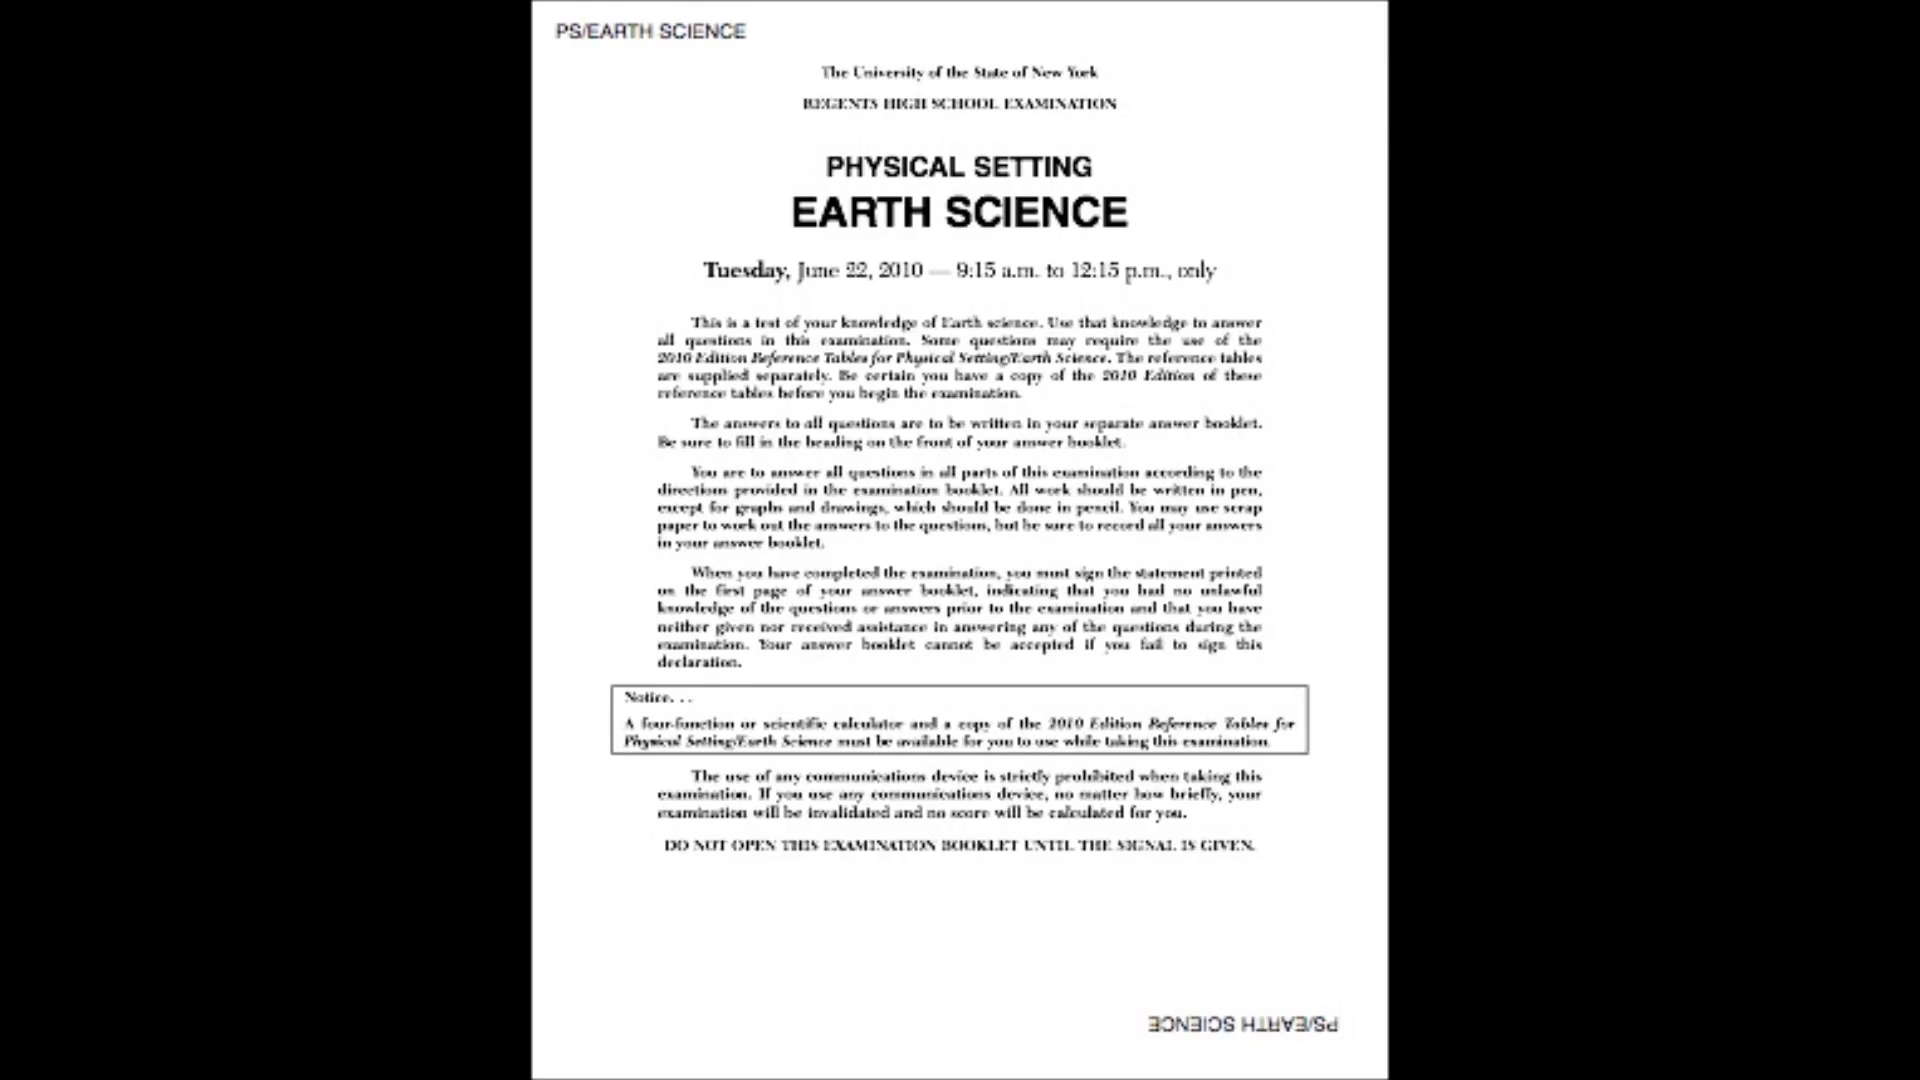 PS/EARTH SCIENCE
The University of the State of New York
REGENTS HIGH SCHOOL EXAMINATION
PHYSICAL SETTING
EARTH SCIENCE
Tuesday, June 22, 2010 — 9:15 a.m. to 12:15 p.m., only
This is a test of your knowledge of Earth science. Use that knowledge to answer
all questions in this examination. Some questions may require the use of the
2010 Edition Reference Tables for Physical Setting/Earth Science. The reference tables
are supplied separately. Be certain you have a copy of the 2010 Edition of these
reference tables before you begin the examination.
The answers to all questions are to be written in your separate answer booklet.
Be sure to fill in the heading on the front of your answer booklet.
You are to answer all questions in all parts of this examination according to the
directions provided in the examination booklet. All work should be written in pen,
except for graphs and drawings, which should be done in pencil. You may use scrap
paper to work out the answers to the questions, but be sure to record all your answers
in your answer booklet.
When you have completed the examination, you must sign the statement printed
on the first page of your answer booklet, indicating that you had no unlawful
knowledge of the questions or answers prior to the examination and that you have
neither given nor received assistance in answering any of the questions during the
examination. Your answer booklet cannot be accepted if you fail to sign this
declaration.
Notice. . .
A four-function or scientific calculator and a copy of the 2010 Edition Reference Tables for
Physical Setting/Earth Science must be available for you to use while taking this examination.
The use of any communications device is strictly prohibited when taking this
examination. If you use any communications device, no matter how briefly, your
examination will be invalidated and no score will be calculated for you.
DO NOT OPEN THIS EXAMINATION BOOKLET UNTIL THE SIGNAL IS GIVEN.
PS/EARTH SCIENCE